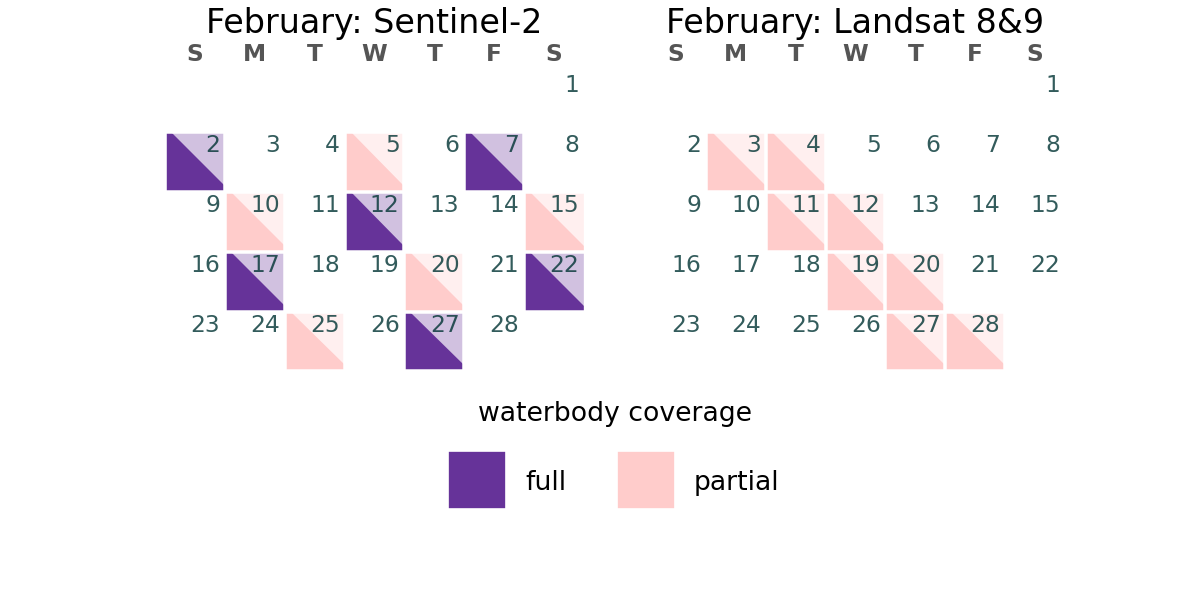 February: Sentinel-2
S M T W T F S
1
2 3 4 5 6 7 8
9 10 11 12 13 14 15
16 17 18 19 20 21 22
23 24 25 26 27 28
February: Landsat 8&9
S M T W T F S
1
2 3 4 5 6 7 8
9 10 11 12 13 14 15
16 17 18 19 20 21 22
23 24 25 26 27 28
waterbody coverage
full partial